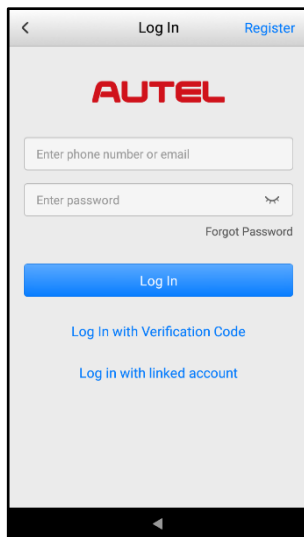 Log In Register
AUTEL
Enter phone number or email
Enter password
Forgot Password
Log In
Log In with Verification Code
Log in with linked account